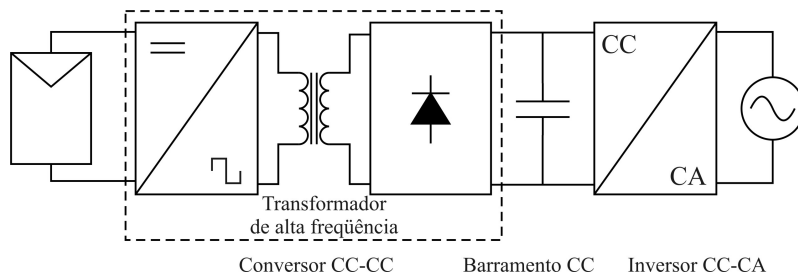 CC
CA
Transformador
de alta freqüência
Conversor CC-CC
Barramento CC
Inversor CC-CA